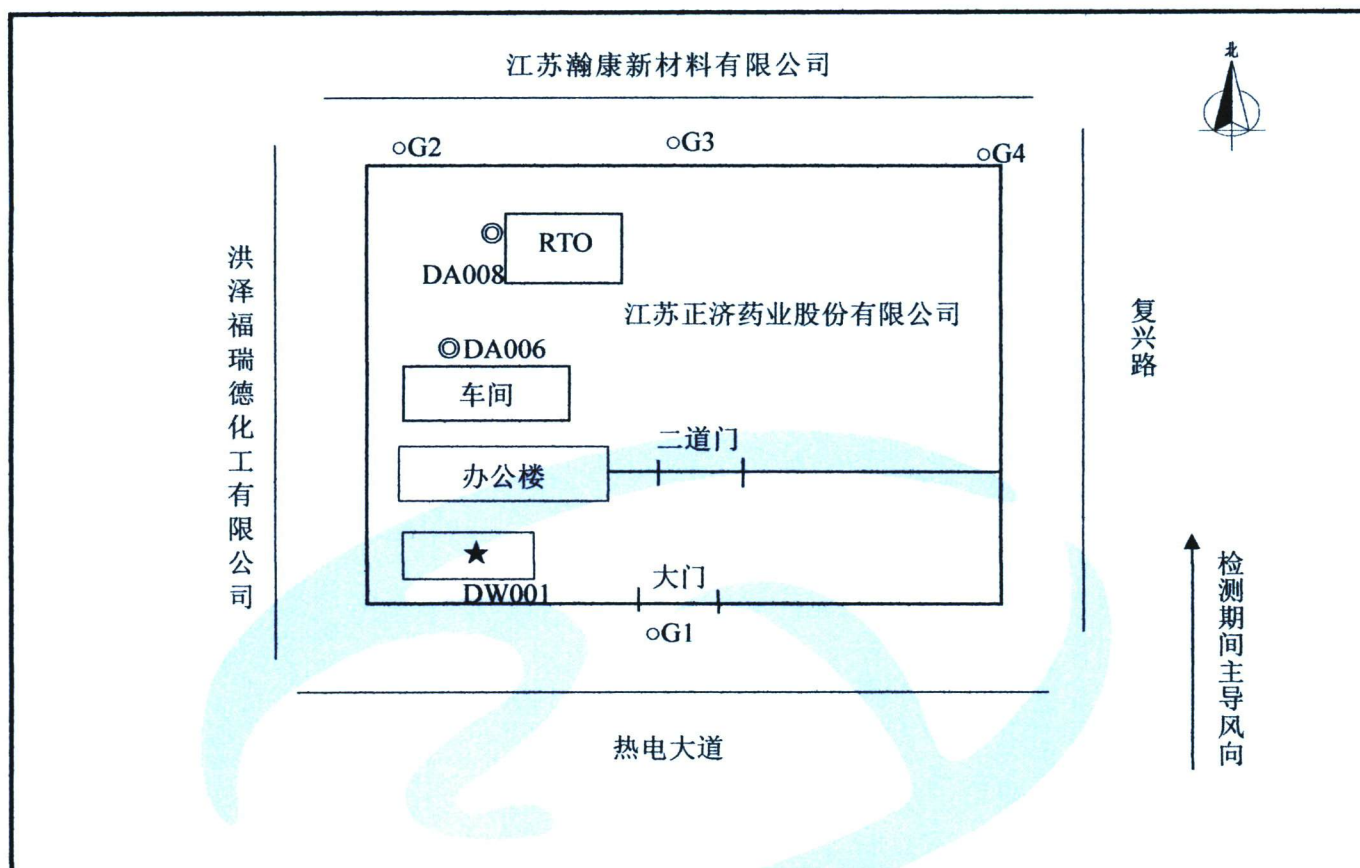 江苏瀚康新材料有限公司
北
○G2
○G3
○G4
RTO
DA008
洪泽福瑞德化工有限公司
江苏正济药业股份有限公司
复兴路
◎DA006
车间
二道门
办公楼
★
DW001
大门
○G1
检测期间主导风向
热电大道